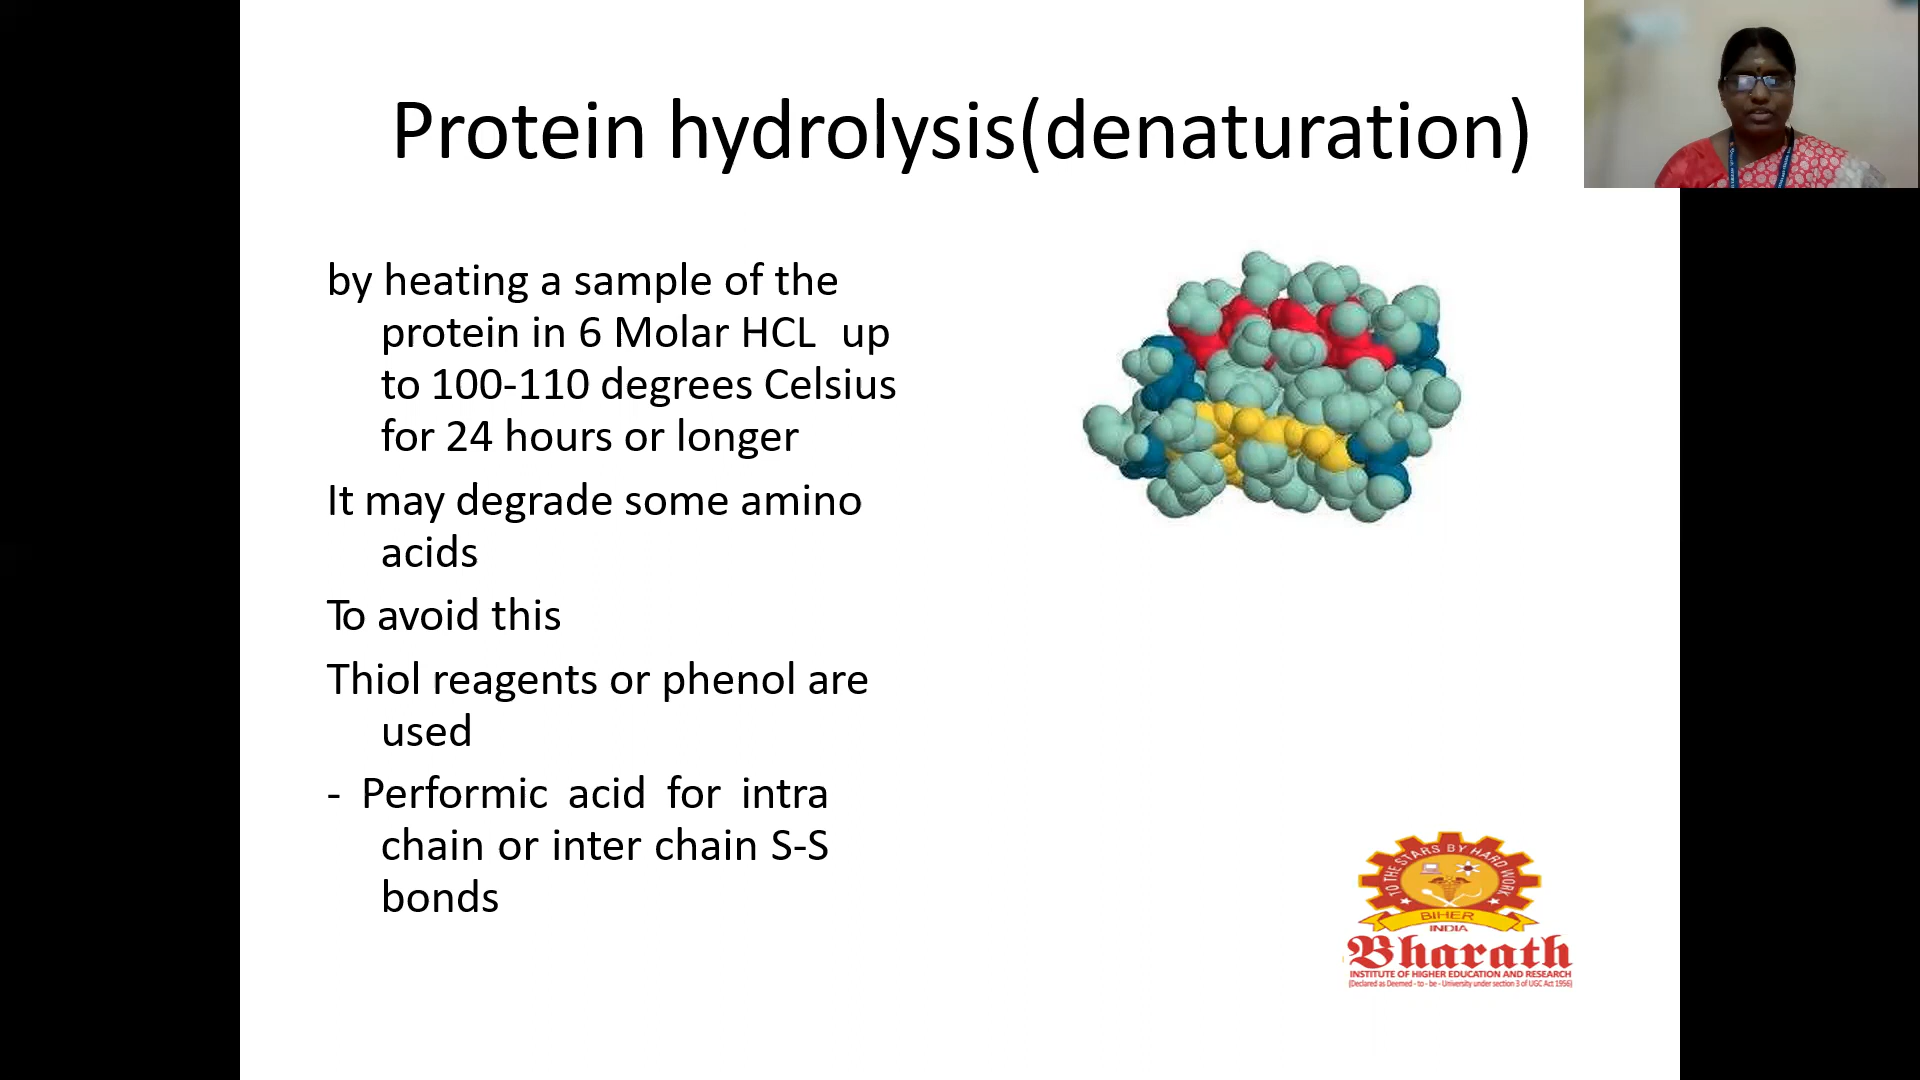 Protein hydrolysis(denaturation)
by heating a sample of the
protein in 6 Molar HCL up
to 100-110 degrees Celsius
for 24 hours or longer
It may degrade some amino
acids
To avoid this
Thiol reagents or phenol are
used
- Performic acid for intra
chain or inter chain S-S
bonds
TO THE STARS BY HARD WORK
BIHER
INDIA
Bharath
INSTITUTE OF HIGHER EDUCATION AND RESEARCH
(Declared as Deemed - to - be - University under section 3 of UGC Act 1956)